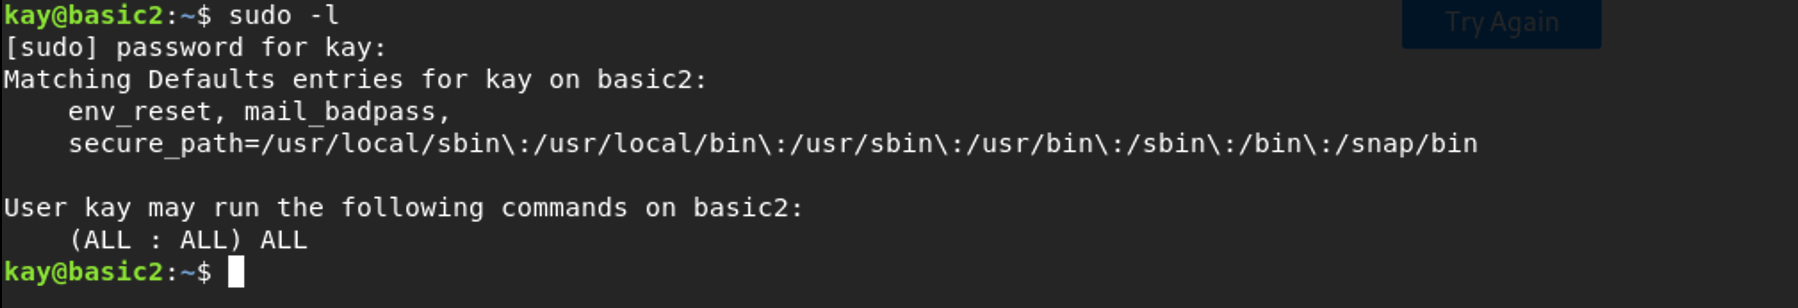 kay@basic2:~$ sudo -l
Try Again
[sudo] password for kay:
Matching Defaults entries for kay on basic2:
    env_reset, mail_badpass,
    secure_path=/usr/local/sbin\:/usr/local/bin\:/usr/sbin\:/usr/bin\:/sbin\:/bin\:/snap/bin

User kay may run the following commands on basic2:
    (ALL : ALL) ALL
kay@basic2:~$